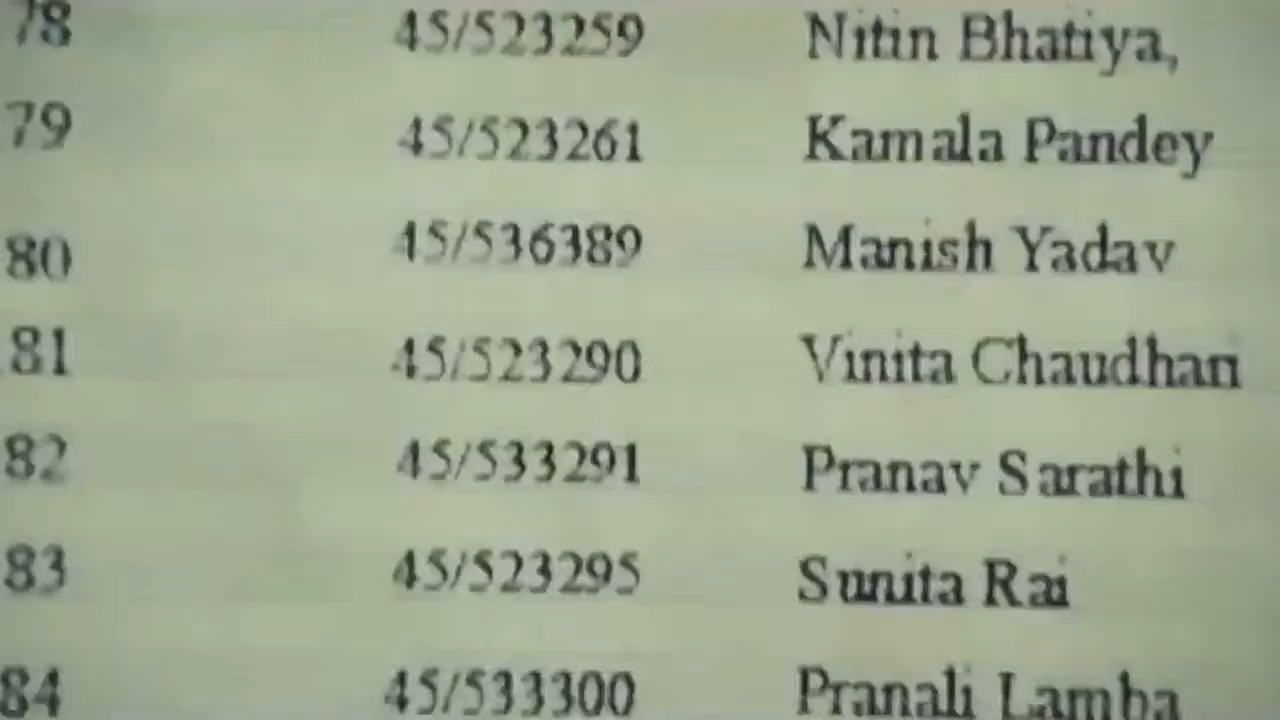 78 45/523259 Nitin Bhatiya,
79 45/523261 Kamala Pandey
80 45/536389 Manish Yadav
81 45/523290 Vinita Chaudhari
82 45/533291 Pranav Sarathi
83 45/523295 Sunita Rai
84 45/533300 Pranali Lamba